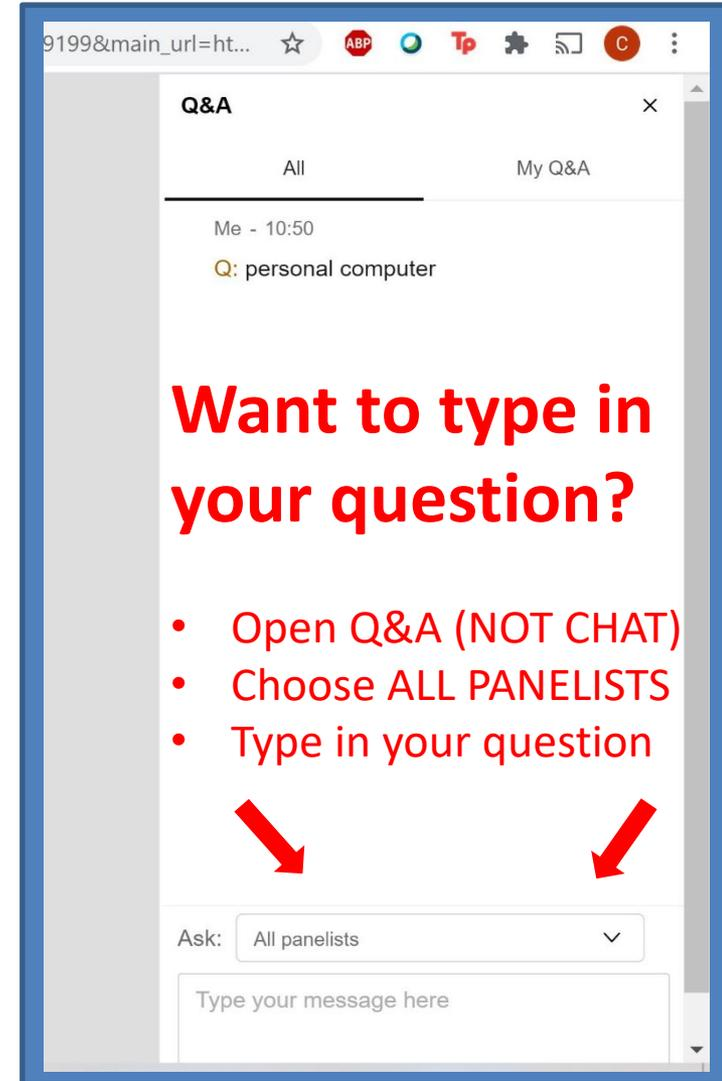 9199&main_url=ht...
ABP
Tp
C
Q&A
All
My Q&A
Me - 10:50
Q: personal computer
Want to type in
your question?
• Open Q&A (NOT CHAT)
• Choose ALL PANELISTS
• Type in your question
Ask: All panelists
Type your message here